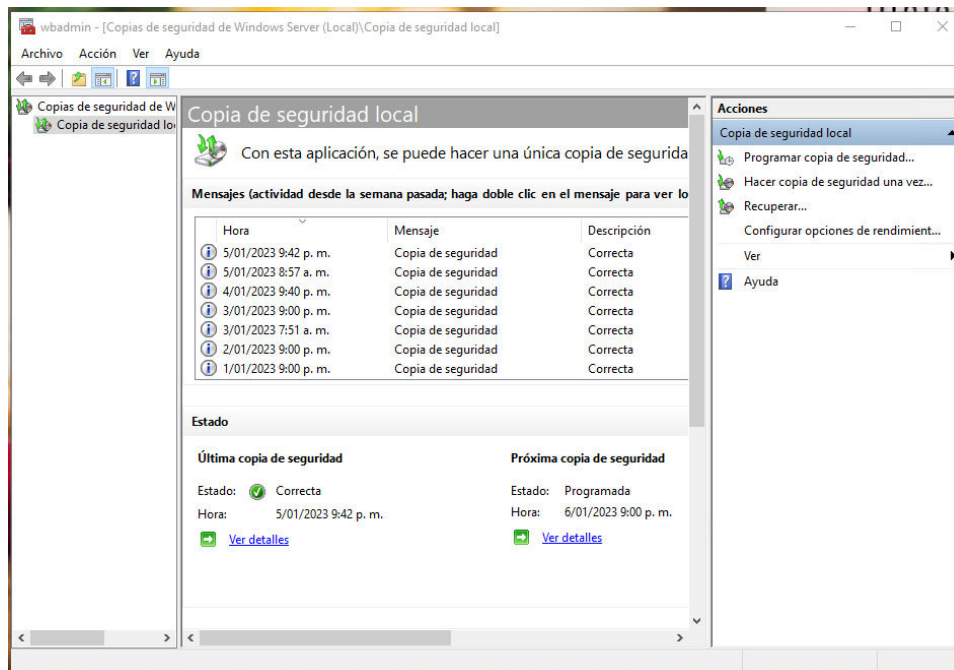 wbadmin - [Copias de seguridad de Windows Server (Local)\Copia de seguridad local]
Archivo Acción Ver Ayuda
Copias de seguridad de W
Copia de seguridad lo
Copia de seguridad local
Con esta aplicación, se puede hacer una única copia de segurida
Mensajes (actividad desde la semana pasada; haga doble clic en el mensaje para ver lo
Hora Mensaje Descripción
5/01/2023 9:42 p. m. Copia de seguridad Correcta
5/01/2023 8:57 a. m. Copia de seguridad Correcta
4/01/2023 9:40 p. m. Copia de seguridad Correcta
3/01/2023 9:00 p. m. Copia de seguridad Correcta
3/01/2023 7:51 a. m. Copia de seguridad Correcta
2/01/2023 9:00 p. m. Copia de seguridad Correcta
1/01/2023 9:00 p. m. Copia de seguridad Correcta
Estado
Última copia de seguridad
Estado: Correcta
Hora: 5/01/2023 9:42 p. m.
Ver detalles
Próxima copia de seguridad
Estado: Programada
Hora: 6/01/2023 9:00 p. m.
Ver detalles
Acciones
Copia de seguridad local
Programar copia de seguridad...
Hacer copia de seguridad una vez...
Recuperar...
Configurar opciones de rendimient...
Ver
Ayuda